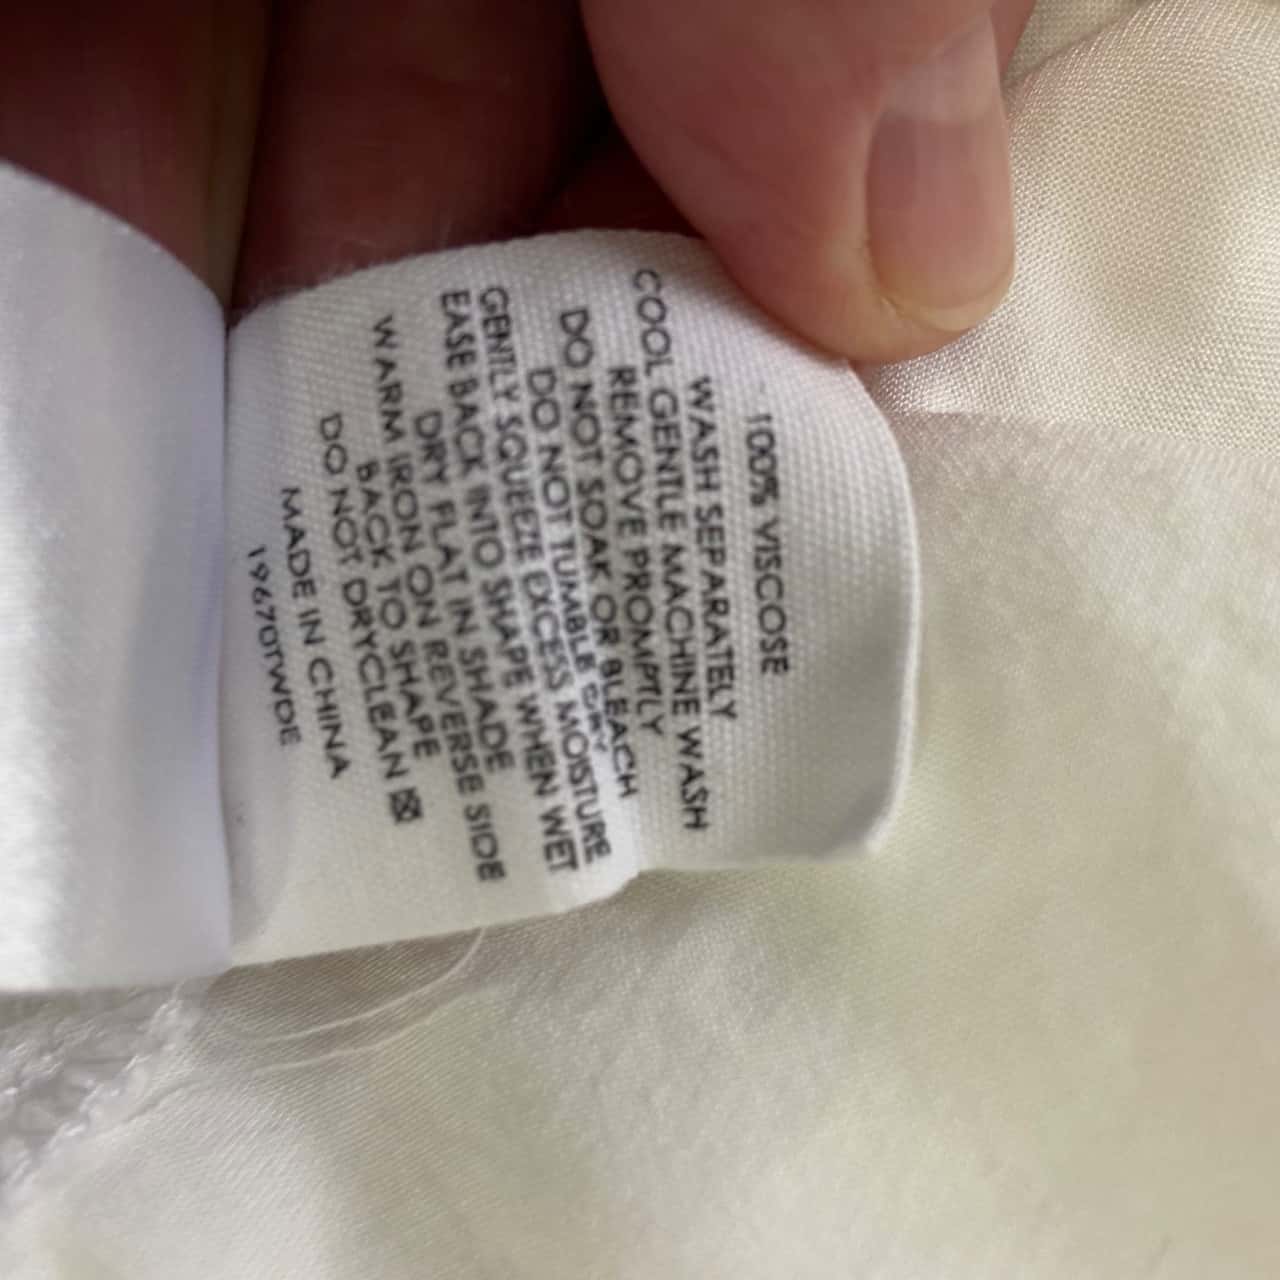 100% VISCOSE
WASH SEPARATELY
COOL GENTLE MACHINE WASH
REMOVE PROMPTLY
DO NOT SOAK OR BLEACH
DO NOT TUMBLE DRY
GENTLY SQUEEZE EXCESS MOISTURE
EASE BACK INTO SHAPE WHEN WET
DRY FLAT IN SHADE
WARM IRON ON REVERSE SIDE
BACK TO SHAPE
DO NOT DRYCLEAN
MADE IN CHINA
19670TWDE